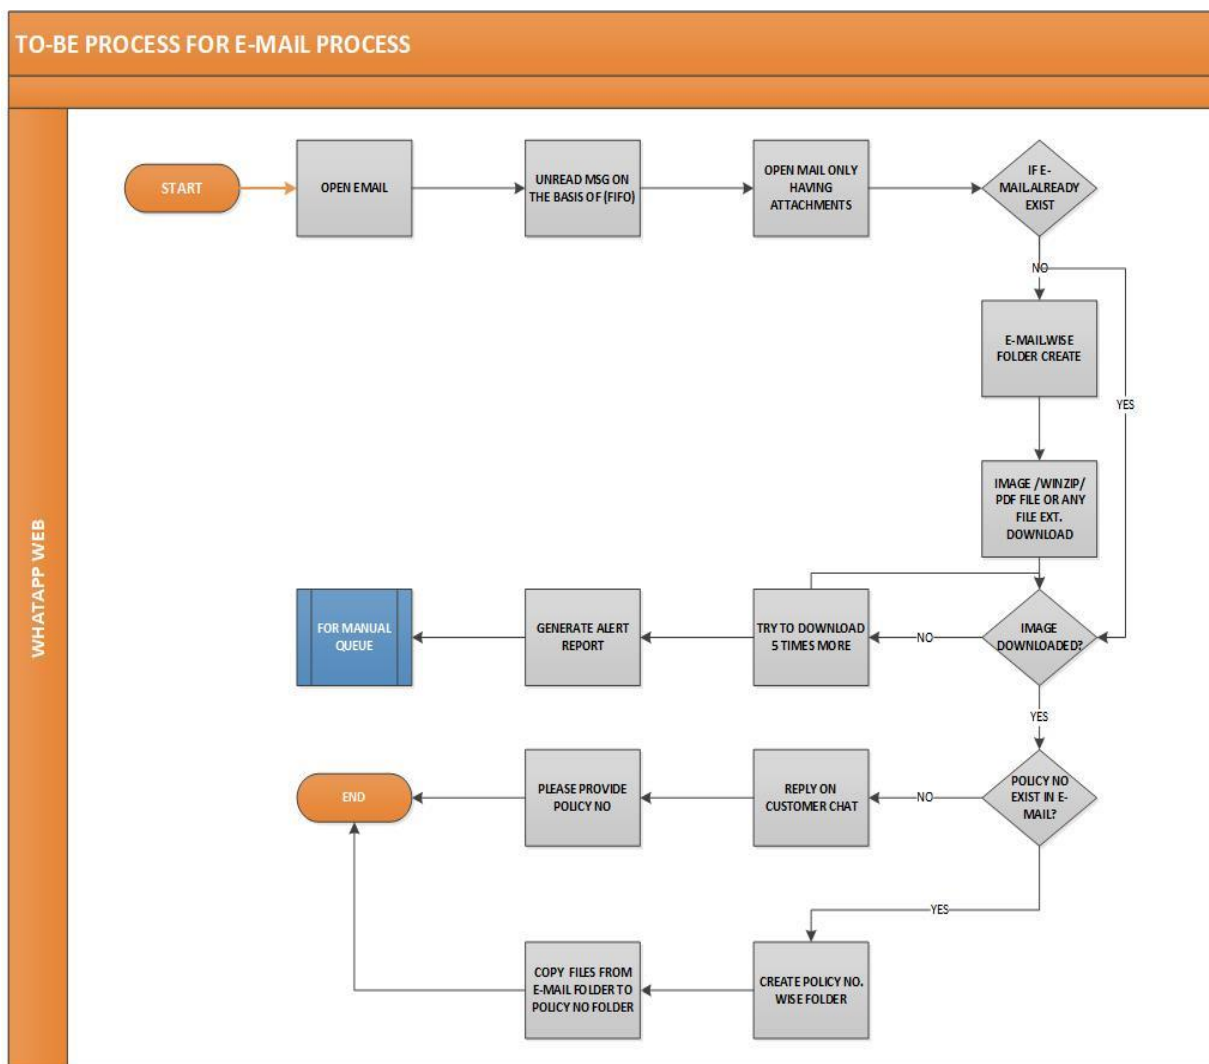 TO-BE PROCESS FOR E-MAIL PROCESS
WHATAPP WEB
START
OPEN EMAIL
UNREAD MSG ON
THE BASIS OF (FIFO)
OPEN MAIL ONLY
HAVING
ATTACHMENTS
IF E-
MAIL.ALREADY
EXIST
NO
E-MAIL.WISE
FOLDER CREATE
YES
IMAGE /WINZIP/
PDF FILE OR ANY
FILE EXT.
DOWNLOAD
FOR MANUAL
QUEUE
GENERATE ALERT
REPORT
TRY TO DOWNLOAD
5 TIMES MORE
NO
IMAGE
DOWNLOADED?
YES
END
PLEASE PROVIDE
POLICY NO
REPLY ON
CUSTOMER CHAT
NO
POLICY NO
EXIST IN E-
MAIL?
YES
COPY FILES FROM
E-MAIL FOLDER TO
POLICY NO FOLDER
CREATE POLICY NO.
WISE FOLDER